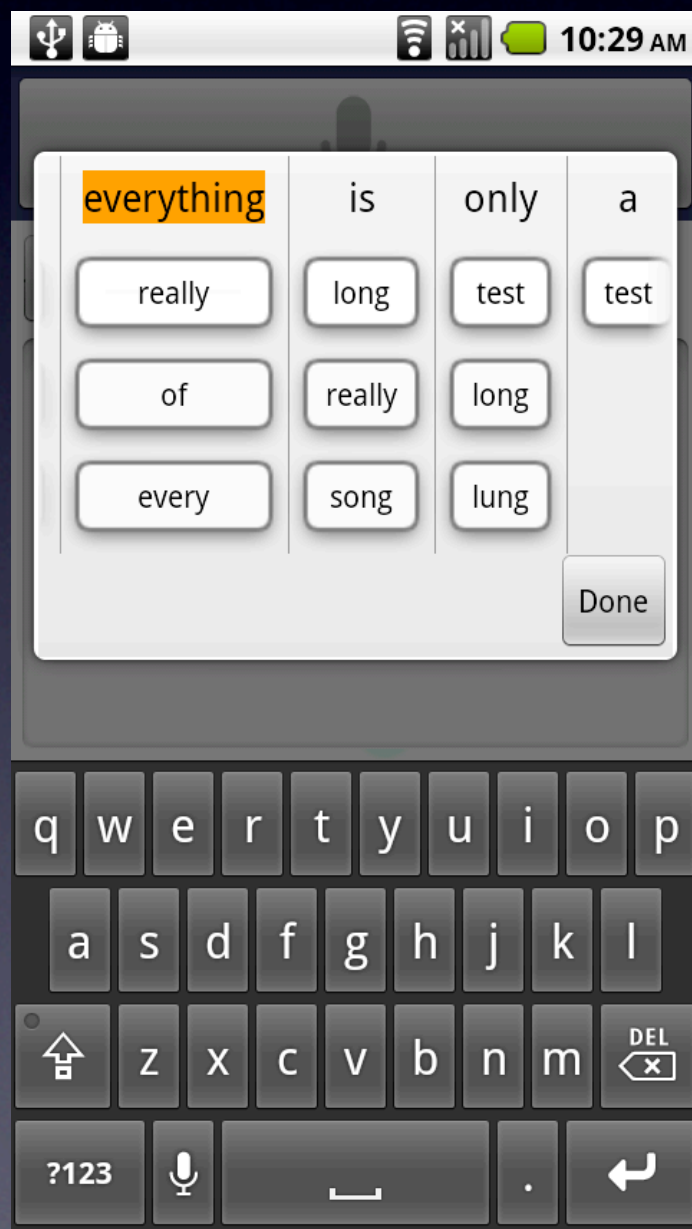 10:29 AM
everything is only a
really long test test
of really long
every song lung
Done
q w e r t y u i o p
a s d f g h j k l
z x c v b n m DEL
?123 .